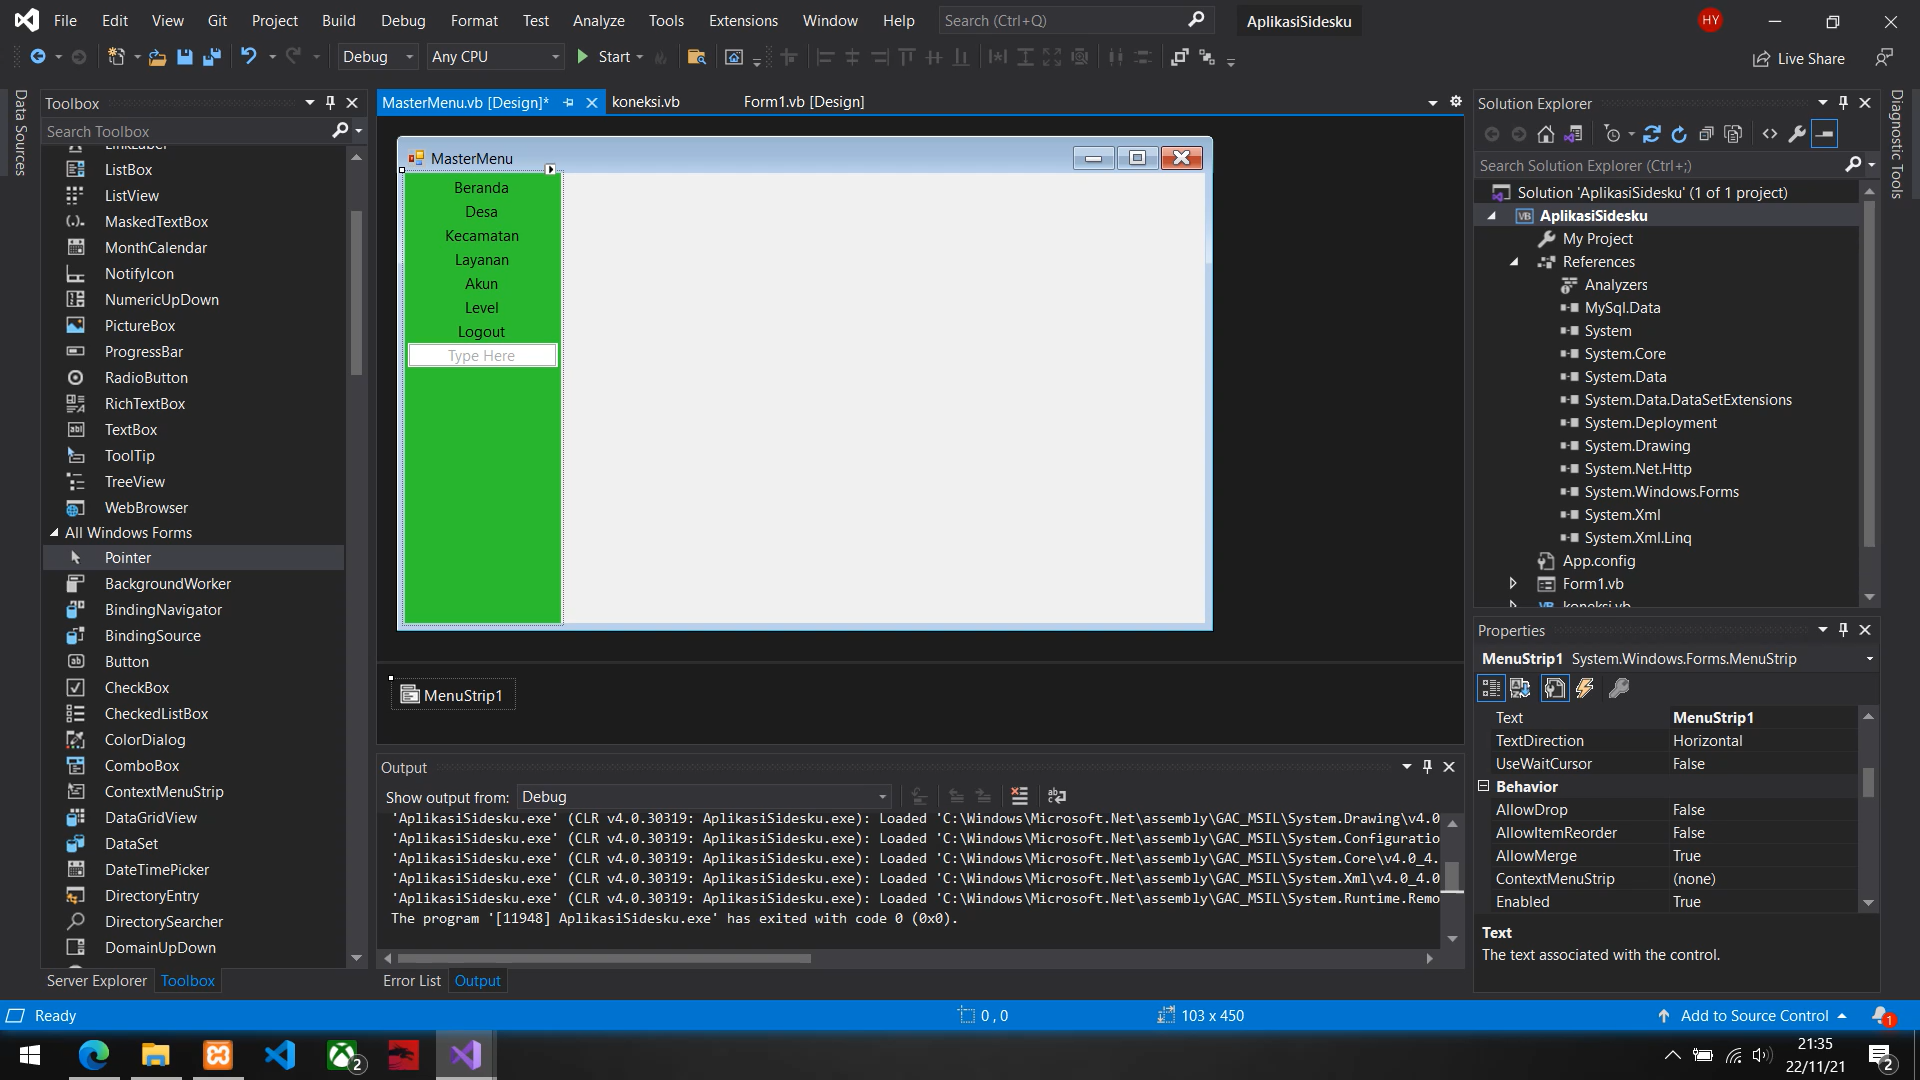 File Edit View Git Project Build Debug Format Test Analyze Tools Extensions Window Help Search (Ctrl+Q) AplikasiSidesku HY
Debug Any CPU Start Live Share
Data Sources
Toolbox
Search Toolbox
LinkLabel
ListBox
ListView
MaskedTextBox
MonthCalendar
NotifyIcon
NumericUpDown
PictureBox
ProgressBar
RadioButton
RichTextBox
TextBox
ToolTip
TreeView
WebBrowser
All Windows Forms
Pointer
BackgroundWorker
BindingNavigator
BindingSource
Button
CheckBox
CheckedListBox
ColorDialog
ComboBox
ContextMenuStrip
DataGridView
DataSet
DateTimePicker
DirectoryEntry
DirectorySearcher
DomainUpDown
Server Explorer Toolbox
MasterMenu.vb [Design]* koneksi.vb Form1.vb [Design]
MasterMenu
Beranda
Desa
Kecamatan
Layanan
Akun
Level
Logout
Type Here
MenuStrip1
Output
Show output from: Debug
'AplikasiSidesku.exe' (CLR v4.0.30319: AplikasiSidesku.exe): Loaded 'C:\Windows\Microsoft.Net\assembly\GAC_MSIL\System.Drawing\v4.0
'AplikasiSidesku.exe' (CLR v4.0.30319: AplikasiSidesku.exe): Loaded 'C:\Windows\Microsoft.Net\assembly\GAC_MSIL\System.Configuratio
'AplikasiSidesku.exe' (CLR v4.0.30319: AplikasiSidesku.exe): Loaded 'C:\Windows\Microsoft.Net\assembly\GAC_MSIL\System.Core\v4.0_4.
'AplikasiSidesku.exe' (CLR v4.0.30319: AplikasiSidesku.exe): Loaded 'C:\Windows\Microsoft.Net\assembly\GAC_MSIL\System.Xml\v4.0_4.0
'AplikasiSidesku.exe' (CLR v4.0.30319: AplikasiSidesku.exe): Loaded 'C:\Windows\Microsoft.Net\assembly\GAC_MSIL\System.Runtime.Remo
The program '[11948] AplikasiSidesku.exe' has exited with code 0 (0x0).
Error List Output
Solution Explorer
Search Solution Explorer (Ctrl+;)
Solution 'AplikasiSidesku' (1 of 1 project)
VB AplikasiSidesku
My Project
References
Analyzers
MySql.Data
System
System.Core
System.Data
System.Data.DataSetExtensions
System.Deployment
System.Drawing
System.Net.Http
System.Windows.Forms
System.Xml
System.Xml.Linq
App.config
Form1.vb
VB koneksi.vb
Diagnostic Tools
Properties
MenuStrip1 System.Windows.Forms.MenuStrip
Text MenuStrip1
TextDirection Horizontal
UseWaitCursor False
Behavior
AllowDrop False
AllowItemReorder False
AllowMerge True
ContextMenuStrip (none)
Enabled True
Text
The text associated with the control.
Ready 0 , 0 103 x 450 Add to Source Control 1
2 21:35
22/11/21 2